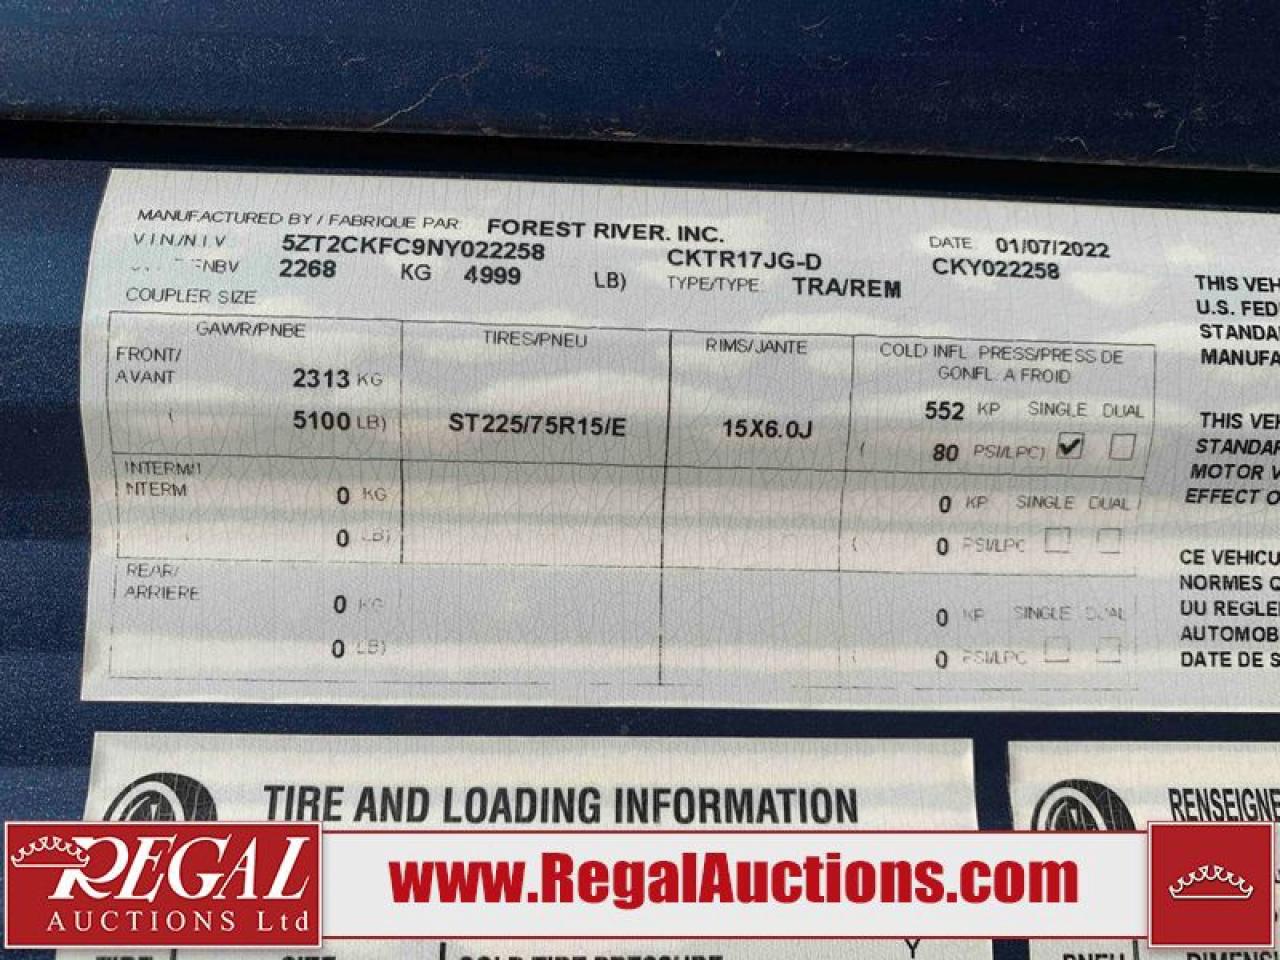 MANUFACTURED BY / FABRIQUE PAR: FOREST RIVER. INC.
DATE 01/07/2022
V.I.N/N.I.V 5ZT2CKFC9NY022258 CKTR17JG-D CKY022258
2268 KG 4999 LB) TYPE/TYPE: TRA/REM
COUPLER SIZE
GAWR/PNBE TIRES/PNEU RIMS/JANTE COLD INFL. PRESS/PRESS DE
GONFL. A FROID
FRONT/
AVANT 2313 KG 552 KP SINGLE DUAL
( 5100 LB) ST225/75R15/E 15X6.0J ( 80 PSI/LPC)
INTERM/I
NTERM 0 KG 0 KP SINGLE DUAL
0 LB) ( 0 PSI/LPC
REAR/
ARRIERE 0 KG 0 KP SINGLE DUAL
0 LB) ( 0 PSI/LPC
THIS VEH
U.S. FED
STANDA
MANUFA
THIS VEH
STANDAR
MOTOR V
EFFECT O
CE VEHICU
NORMES Q
DU REGLE
AUTOMOB
DATE DE S
TIRE AND LOADING INFORMATION
RENSEIGNE
REGAL
AUCTIONS Ltd
www.RegalAuctions.com